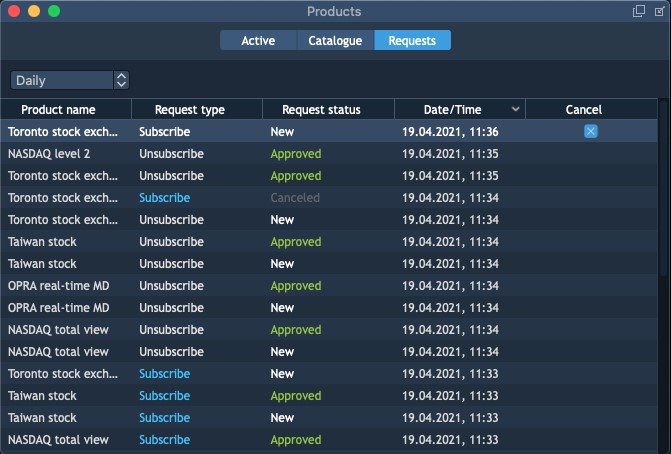 Products
Active Catalogue Requests
Daily
Product name Request type Request status Date/Time Cancel
Toronto stock exch... Subscribe New 19.04.2021, 11:36
NASDAQ level 2 Unsubscribe Approved 19.04.2021, 11:35
Toronto stock exch... Unsubscribe Approved 19.04.2021, 11:35
Toronto stock exch... Subscribe Canceled 19.04.2021, 11:34
Toronto stock exch... Unsubscribe New 19.04.2021, 11:34
Taiwan stock Unsubscribe Approved 19.04.2021, 11:34
Taiwan stock Unsubscribe New 19.04.2021, 11:34
OPRA real-time MD Unsubscribe Approved 19.04.2021, 11:34
OPRA real-time MD Unsubscribe New 19.04.2021, 11:34
NASDAQ total view Unsubscribe Approved 19.04.2021, 11:34
NASDAQ total view Unsubscribe New 19.04.2021, 11:34
Toronto stock exch... Subscribe New 19.04.2021, 11:33
Taiwan stock Subscribe Approved 19.04.2021, 11:33
Taiwan stock Subscribe New 19.04.2021, 11:33
NASDAQ total view Subscribe Approved 19.04.2021, 11:33